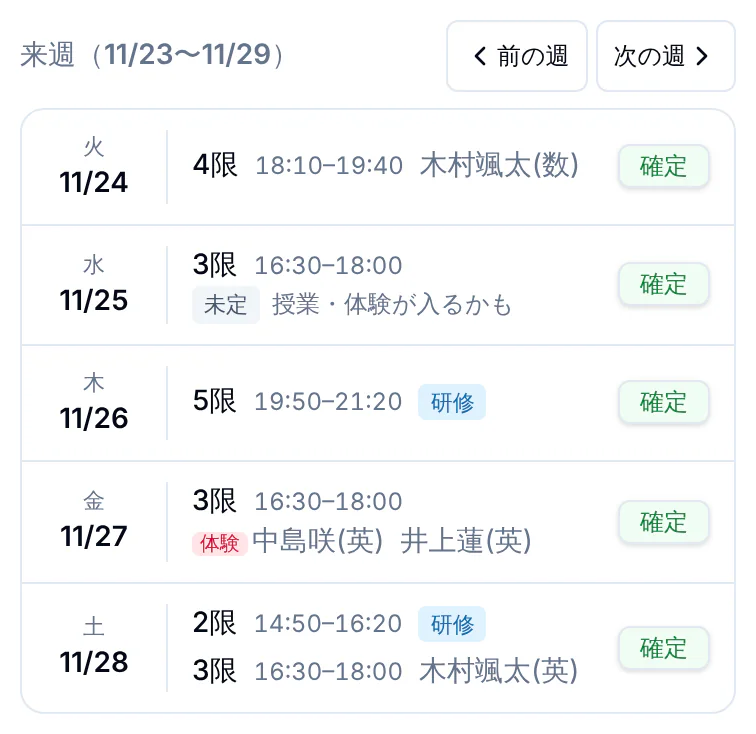 来週（11/23〜11/29）
前の週 次の週
火
11/24
4限 18:10–19:40 木村颯太(数)
確定
水
11/25
3限 16:30–18:00
未定 授業・体験が入るかも
確定
木
11/26
5限 19:50–21:20 研修
確定
金
11/27
3限 16:30–18:00
体験 中島咲(英) 井上蓮(英)
確定
土
11/28
2限 14:50–16:20 研修
3限 16:30–18:00 木村颯太(英)
確定